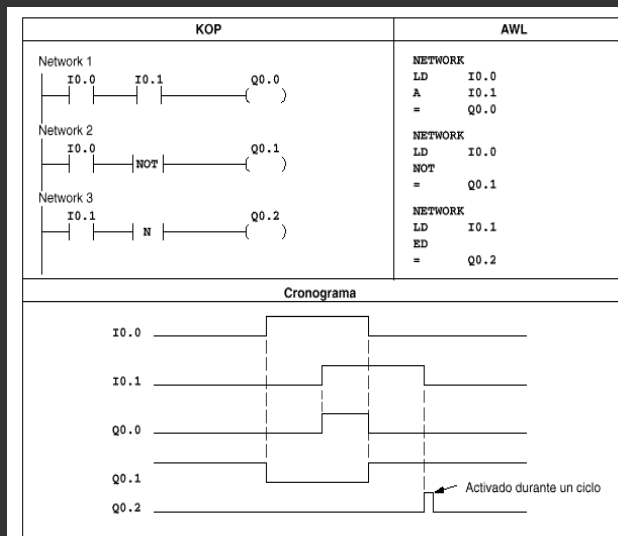 KOP
AWL
Network 1
I0.0 I0.1 Q0.0
Network 2
I0.0 Q0.1
NOT
Network 3
I0.1 Q0.2
N
NETWORK
LD I0.0
A I0.1
= Q0.0
NETWORK
LD I0.0
NOT
= Q0.1
NETWORK
LD I0.1
ED
= Q0.2
Cronograma
I0.0
I0.1
Q0.0
Q0.1
Activado durante un ciclo
Q0.2